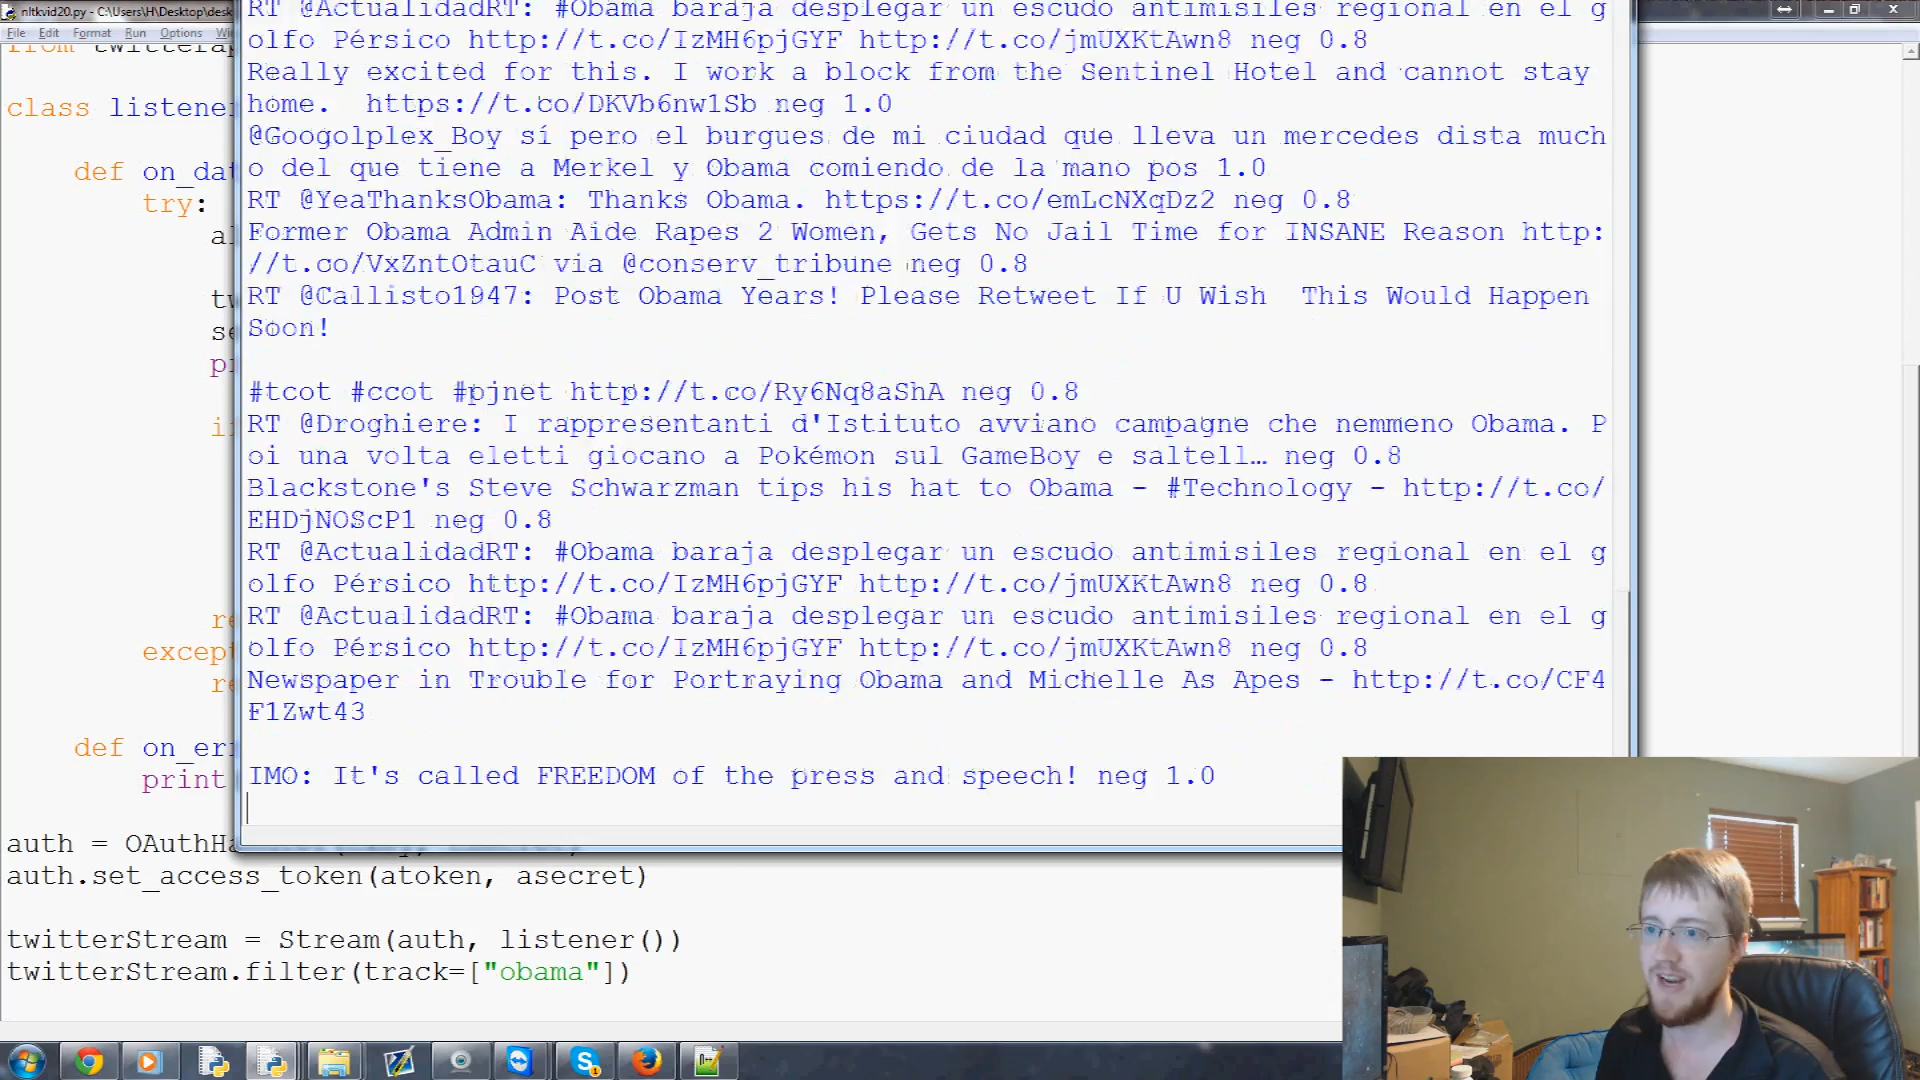 nltkvid20.py - C:\Users\H\Desktop\desk
File Edit Format Run Options
RT @ActualidadRT: #Obama baraja desplegar un escudo antimisiles regional en el g
olfo Pérsico http://t.co/IzMH6pjGYF http://t.co/jmUXKtAwn8 neg 0.8
Really excited for this. I work a block from the Sentinel Hotel and cannot stay
home.  https://t.co/DKVb6nw1Sb neg 1.0
@Googolplex_Boy sí pero el burgues de mi ciudad que lleva un mercedes dista much
o del que tiene a Merkel y Obama comiendo de la mano pos 1.0
RT @YeaThanksObama: Thanks Obama. https://t.co/emLcNXqDz2 neg 0.8
Former Obama Admin Aide Rapes 2 Women, Gets No Jail Time for INSANE Reason http:
//t.co/VxZntOtauC via @conserv_tribune neg 0.8
RT @Callisto1947: Post Obama Years! Please Retweet If U Wish  This Would Happen
Soon!
#tcot #ccot #pjnet http://t.co/Ry6Nq8aShA neg 0.8
RT @Droghiere: I rappresentanti d'Istituto avviano campagne che nemmeno Obama. P
oi una volta eletti giocano a Pokémon sul GameBoy e saltell… neg 0.8
Blackstone's Steve Schwarzman tips his hat to Obama - #Technology - http://t.co/
EHDjNOScP1 neg 0.8
RT @ActualidadRT: #Obama baraja desplegar un escudo antimisiles regional en el g
olfo Pérsico http://t.co/IzMH6pjGYF http://t.co/jmUXKtAwn8 neg 0.8
RT @ActualidadRT: #Obama baraja desplegar un escudo antimisiles regional en el g
olfo Pérsico http://t.co/IzMH6pjGYF http://t.co/jmUXKtAwn8 neg 0.8
Newspaper in Trouble for Portraying Obama and Michelle As Apes - http://t.co/CF4
F1Zwt43
IMO: It's called FREEDOM of the press and speech! neg 1.0
class listene
def on_da
try:
except
def on_er
print
auth = OAuthHa
auth.set_access_token(atoken, asecret)
twitterStream = Stream(auth, listener())
twitterStream.filter(track=["obama"])